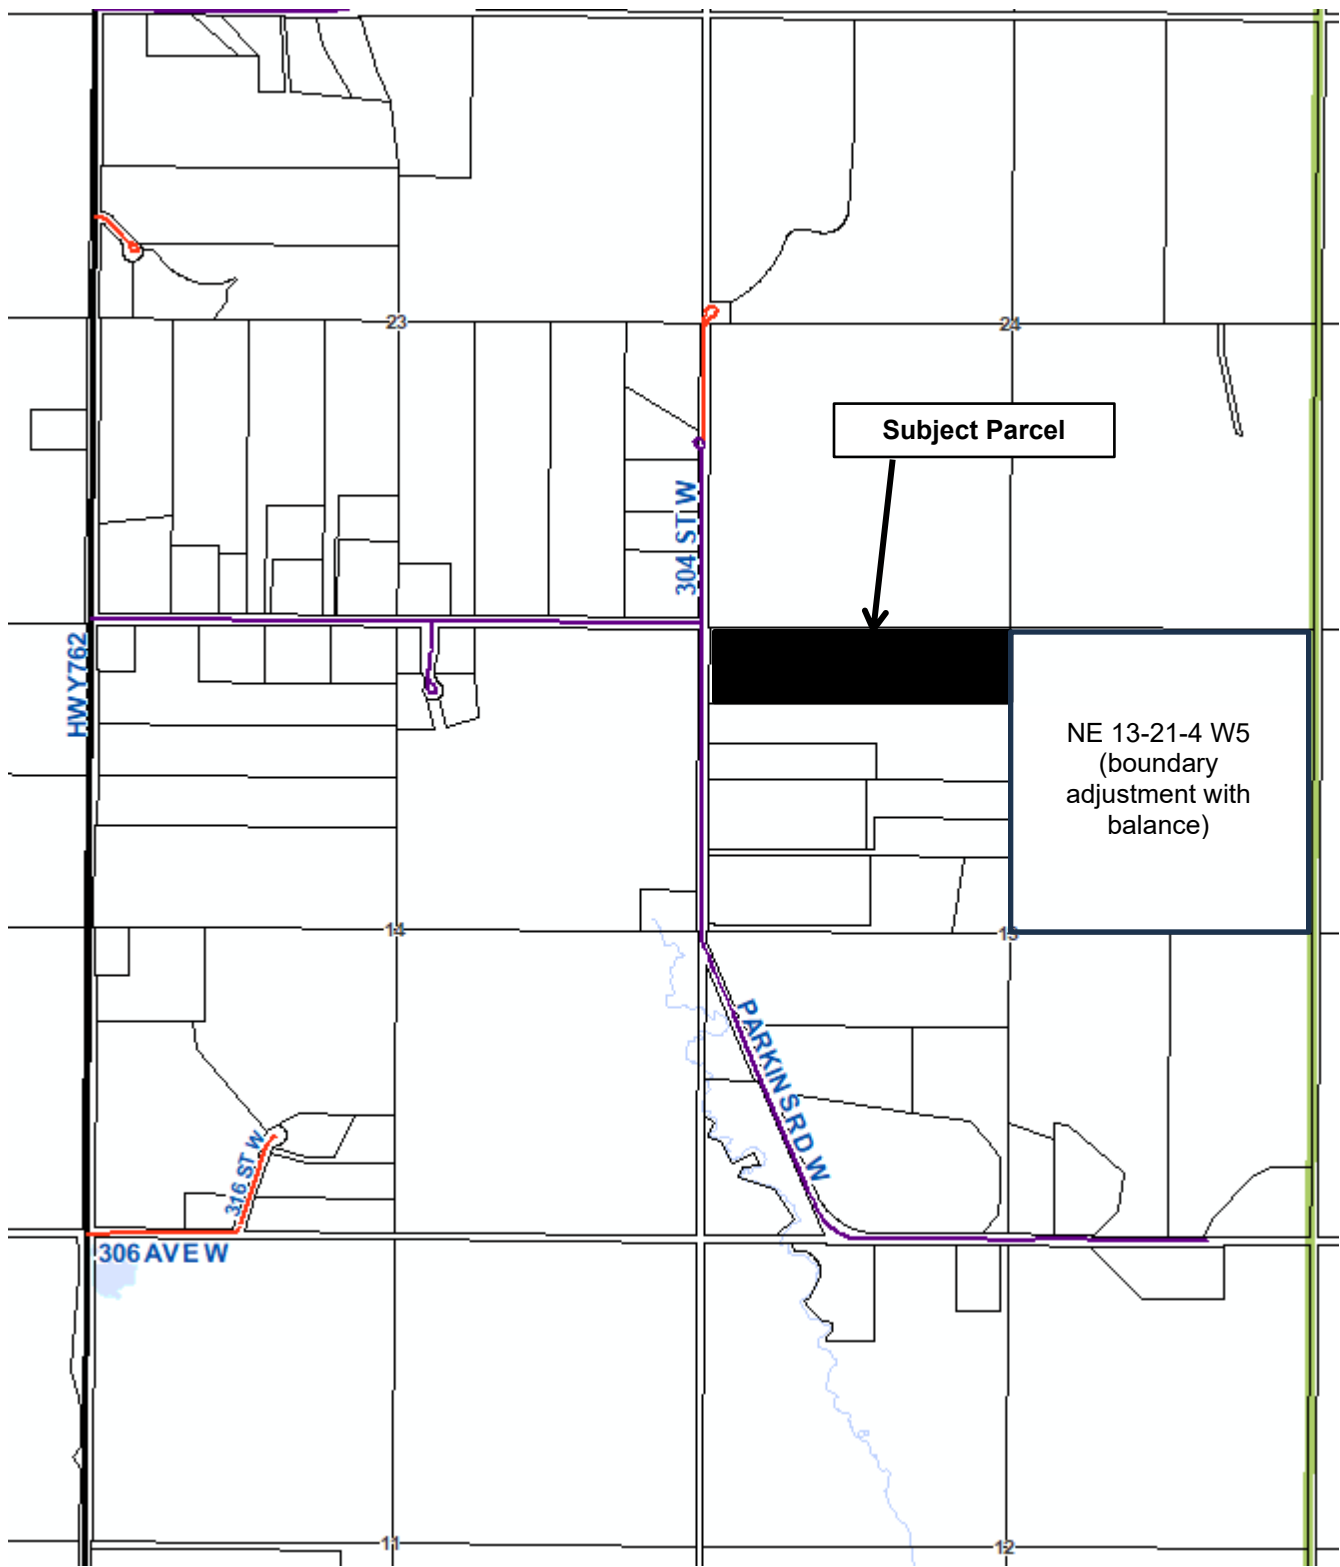 23
24
Subject Parcel
304 ST W
HWY762
NE 13-21-4 W5
(boundary
adjustment with
balance)
14
13
PARKINS RD W
316 ST W
306 AVE W
11
12